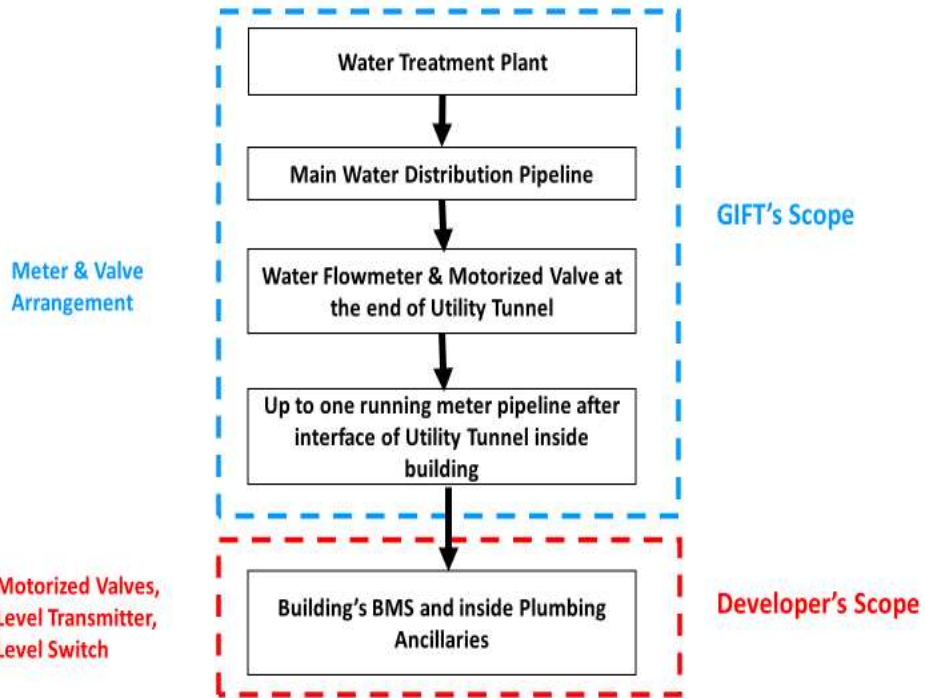 Water Treatment Plant
Main Water Distribution Pipeline
GIFT's Scope
Meter & Valve
Arrangement
Water Flowmeter & Motorized Valve at
the end of Utility Tunnel
Up to one running meter pipeline after
interface of Utility Tunnel inside
building
Motorized Valves,
Level Transmitter,
Level Switch
Building's BMS and inside Plumbing
Ancillaries
Developer's Scope